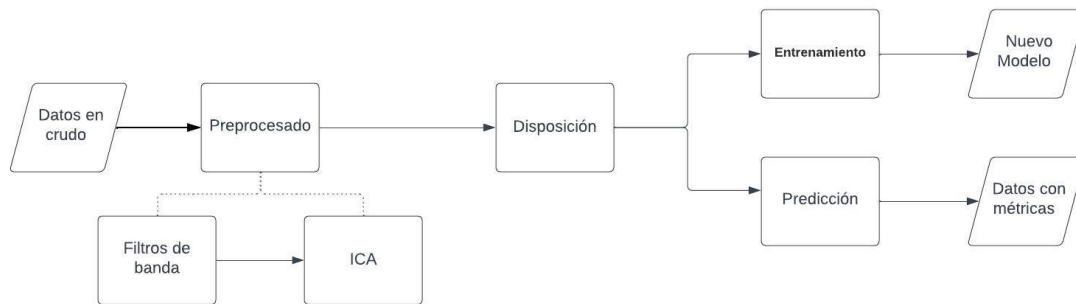 Datos en
crudo
Preprocesado
Filtros de
banda
ICA
Disposición
Entrenamiento
Nuevo
Modelo
Predicción
Datos con
métricas